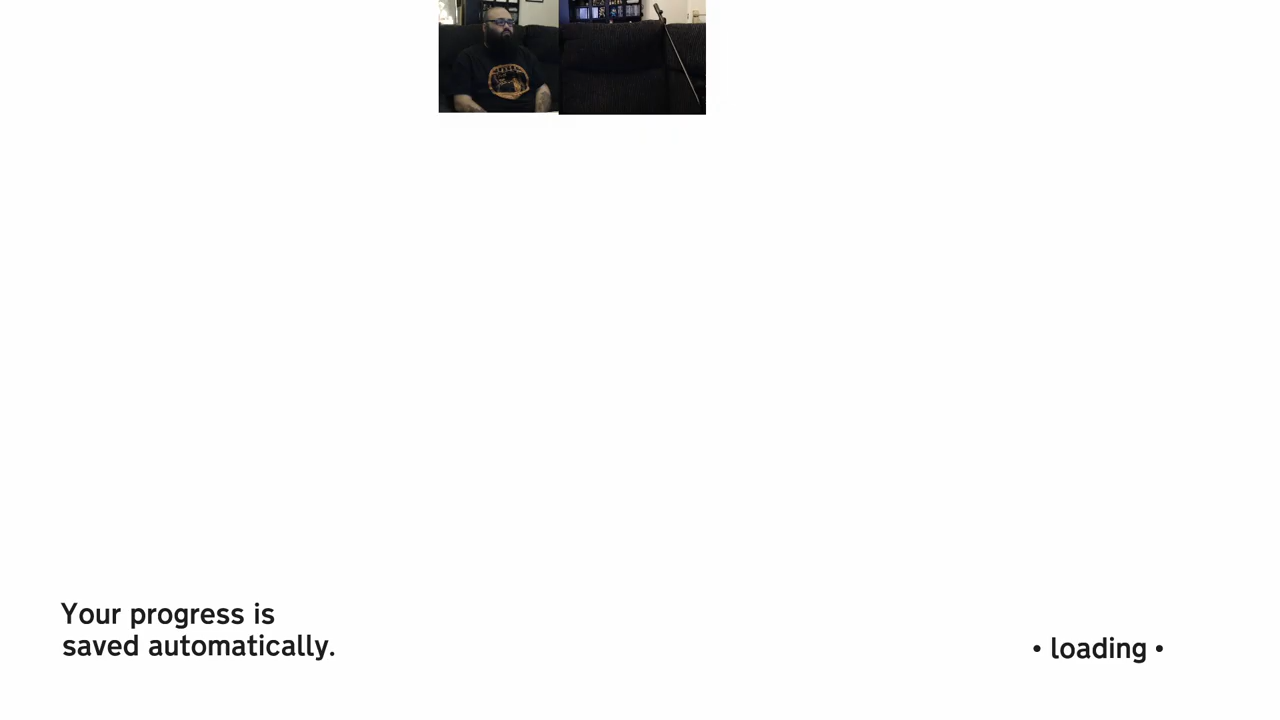 Your progress is
saved automatically.
• loading •